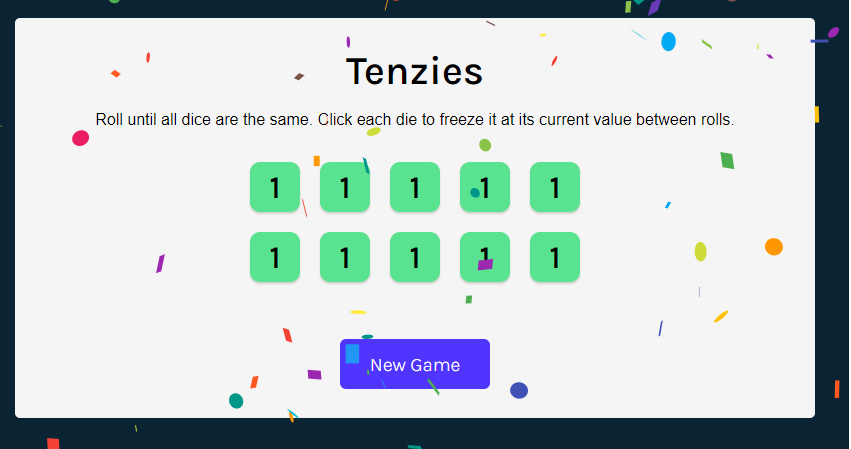 Tenzies
Roll until all dice are the same. Click each die to freeze it at its current value between rolls.
1 1 1 1 1
1 1 1 1 1
New Game